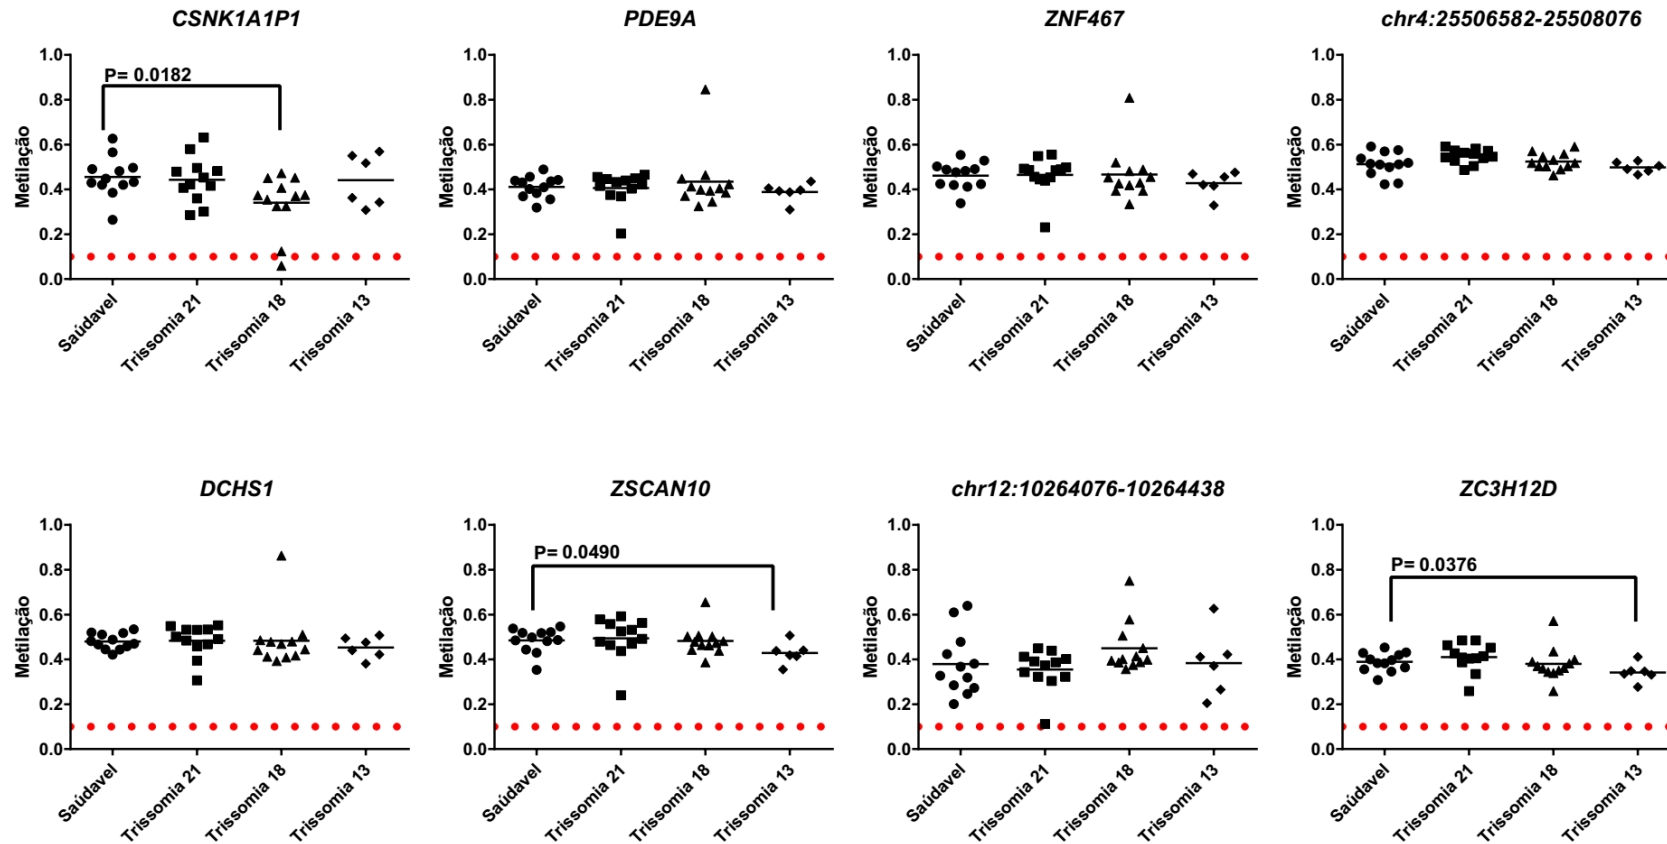 CSNK1A1P1
Metilação
1.0
0.8
0.6
0.4
0.2
0.0
P= 0.0182
Saúdavel
Trissomia 21
Trissomia 18
Trissomia 13
PDE9A
Metilação
1.0
0.8
0.6
0.4
0.2
0.0
Saúdavel
Trissomia 21
Trissomia 18
Trissomia 13
ZNF467
Metilação
1.0
0.8
0.6
0.4
0.2
0.0
Saúdavel
Trissomia 21
Trissomia 18
Trissomia 13
chr4:25506582-25508076
Metilação
1.0
0.8
0.6
0.4
0.2
0.0
Saúdavel
Trissomia 21
Trissomia 18
Trissomia 13
DCHS1
Metilação
1.0
0.8
0.6
0.4
0.2
0.0
Saúdavel
Trissomia 21
Trissomia 18
Trissomia 13
ZSCAN10
Metilação
1.0
0.8
0.6
0.4
0.2
0.0
P= 0.0490
Saúdavel
Trissomia 21
Trissomia 18
Trissomia 13
chr12:10264076-10264438
Metilação
1.0
0.8
0.6
0.4
0.2
0.0
Saúdavel
Trissomia 21
Trissomia 18
Trissomia 13
ZC3H12D
Metilação
1.0
0.8
0.6
0.4
0.2
0.0
P= 0.0376
Saúdavel
Trissomia 21
Trissomia 18
Trissomia 13